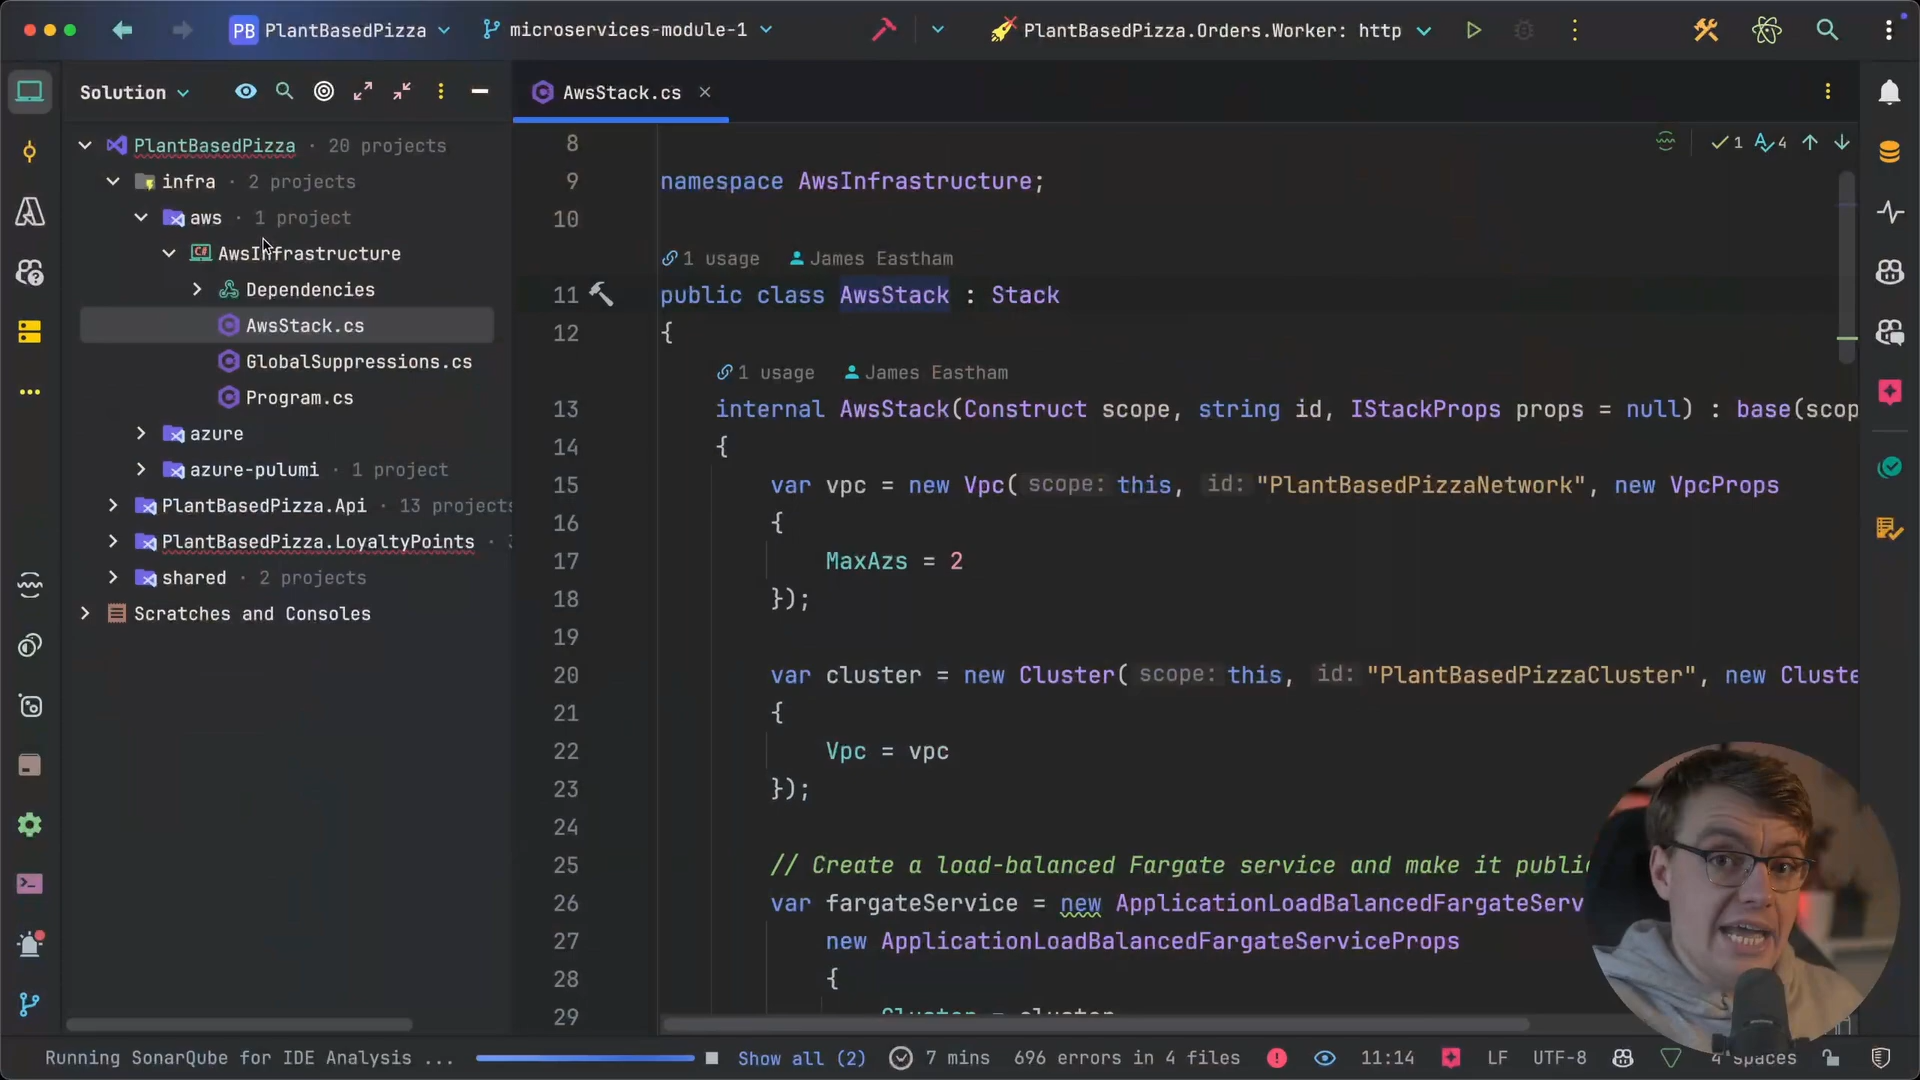 PB PlantBasedPizza
microservices-module-1
PlantBasedPizza.Orders.Worker: http
Solution
AwsStack.cs
PlantBasedPizza · 20 projects
infra · 2 projects
aws · 1 project
AwsInfrastructure
Dependencies
AwsStack.cs
GlobalSuppressions.cs
Program.cs
azure
azure-pulumi · 1 project
PlantBasedPizza.Api · 13 projects
PlantBasedPizza.LoyaltyPoints ·
shared · 2 projects
Scratches and Consoles
1 4
8
9 namespace AwsInfrastructure;
10
1 usage James Eastham
11 public class AwsStack : Stack
12 {
1 usage James Eastham
13 internal AwsStack(Construct scope, string id, IStackProps props = null) : base(scop
14 {
15 var vpc = new Vpc( scope: this, id: "PlantBasedPizzaNetwork", new VpcProps
16 {
17 MaxAzs = 2
18 });
19
20 var cluster = new Cluster( scope: this, id: "PlantBasedPizzaCluster", new Cluste
21 {
22 Vpc = vpc
23 });
24
25 // Create a load-balanced Fargate service and make it public
26 var fargateService = new ApplicationLoadBalancedFargateServ
27 new ApplicationLoadBalancedFargateServiceProps
28 {
29 Cluster = cluster
Running SonarQube for IDE Analysis ... Show all (2) 7 mins 696 errors in 4 files 11:14 LF UTF-8 4 spaces